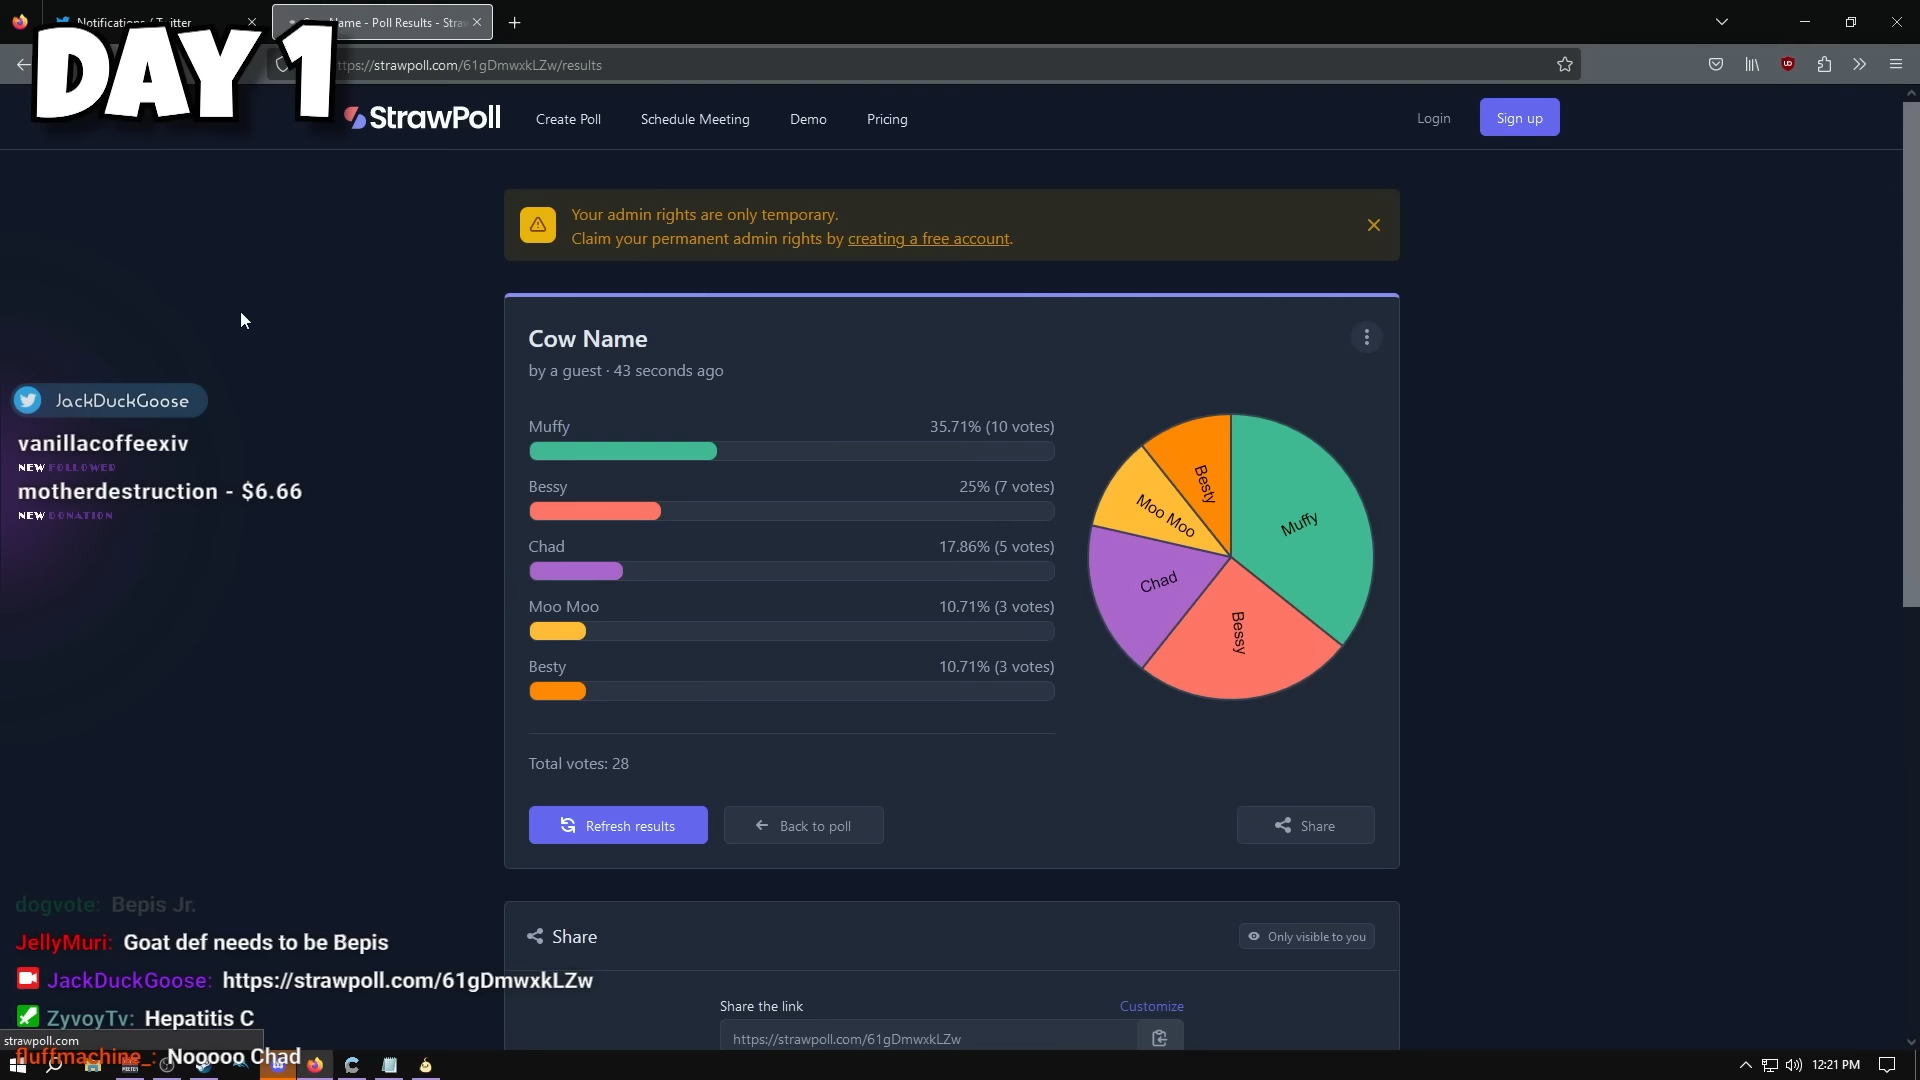 DAY 1
Notifications / Twitter
Name - Poll Results - Straw
https://strawpoll.com/61gDmwxkLZw/results
StrawPoll
Create Poll
Schedule Meeting
Demo
Pricing
Login
Sign up
Your admin rights are only temporary.
Claim your permanent admin rights by creating a free account.
Cow Name
by a guest · 43 seconds ago
Muffy 35.71% (10 votes)
Bessy 25% (7 votes)
Chad 17.86% (5 votes)
Moo Moo 10.71% (3 votes)
Besty 10.71% (3 votes)
Besty
Moo Moo
Muffy
Chad
Bessy
Total votes: 28
Refresh results
Back to poll
Share
JackDuckGoose
vanillacoffeexiv
NEW FOLLOWER
motherdestruction - $6.66
NEW DONATION
Share
Only visible to you
Share the link
Customize
https://strawpoll.com/61gDmwxkLZw
dogvote: Bepis Jr.
JellyMuri: Goat def needs to be Bepis
JackDuckGoose: https://strawpoll.com/61gDmwxkLZw
ZyvoyTv: Hepatitis C
strawpoll.com
fluffmachine_: Nooooo Chad
12:21 PM